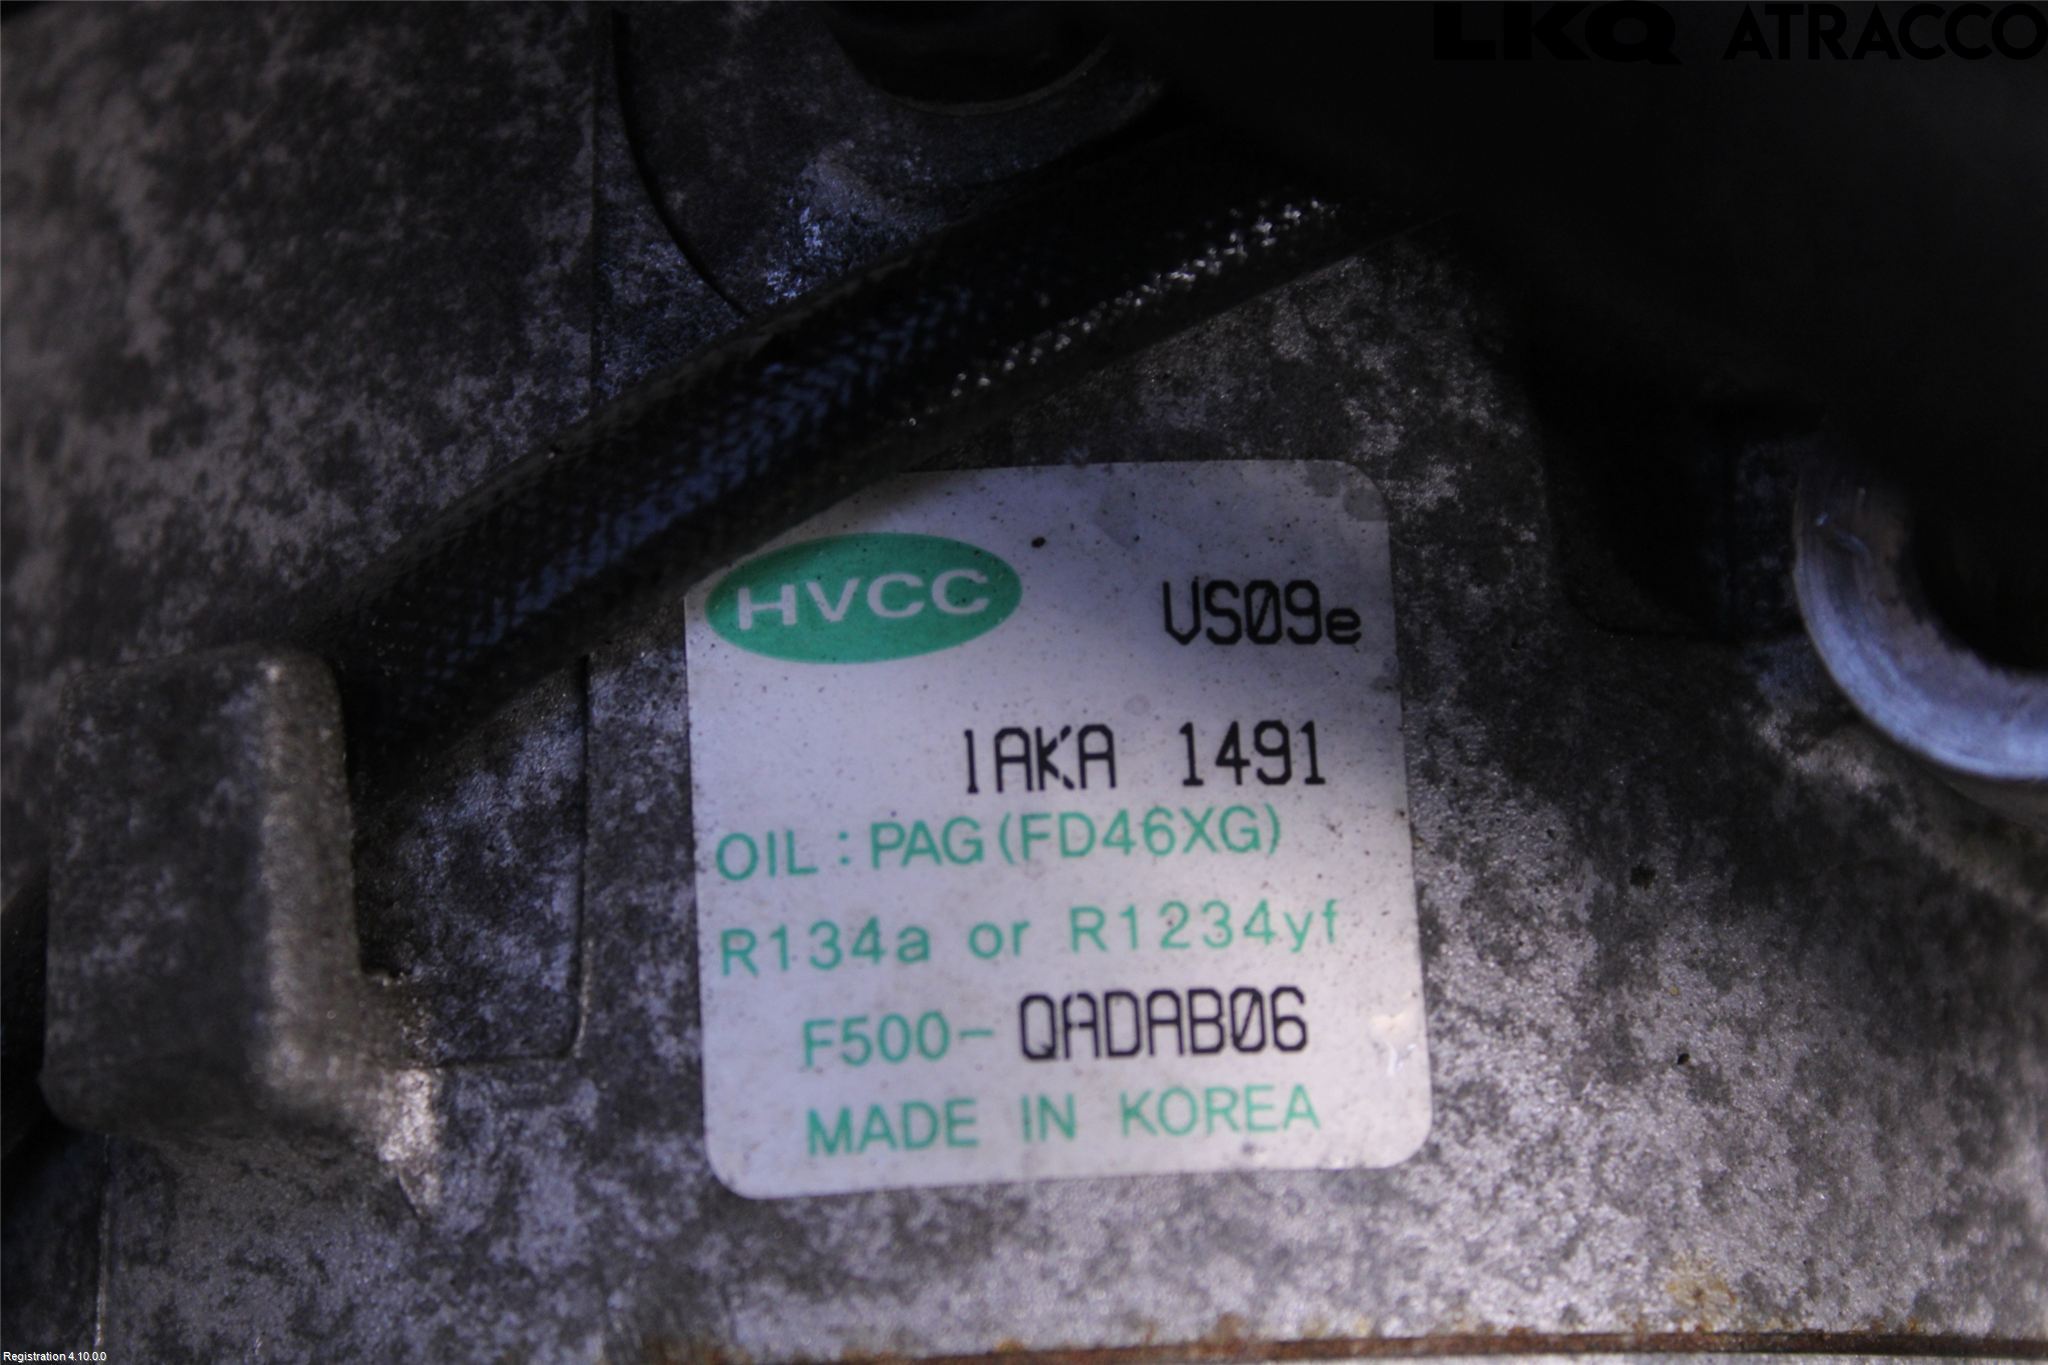 LKQ ATRACCO
HVCC
VS09e
1AKA 1491
OIL : PAG (FD46XG)
R134a or R1234yf
F500-QADAB06
MADE IN KOREA
Registration 4.10.0.0